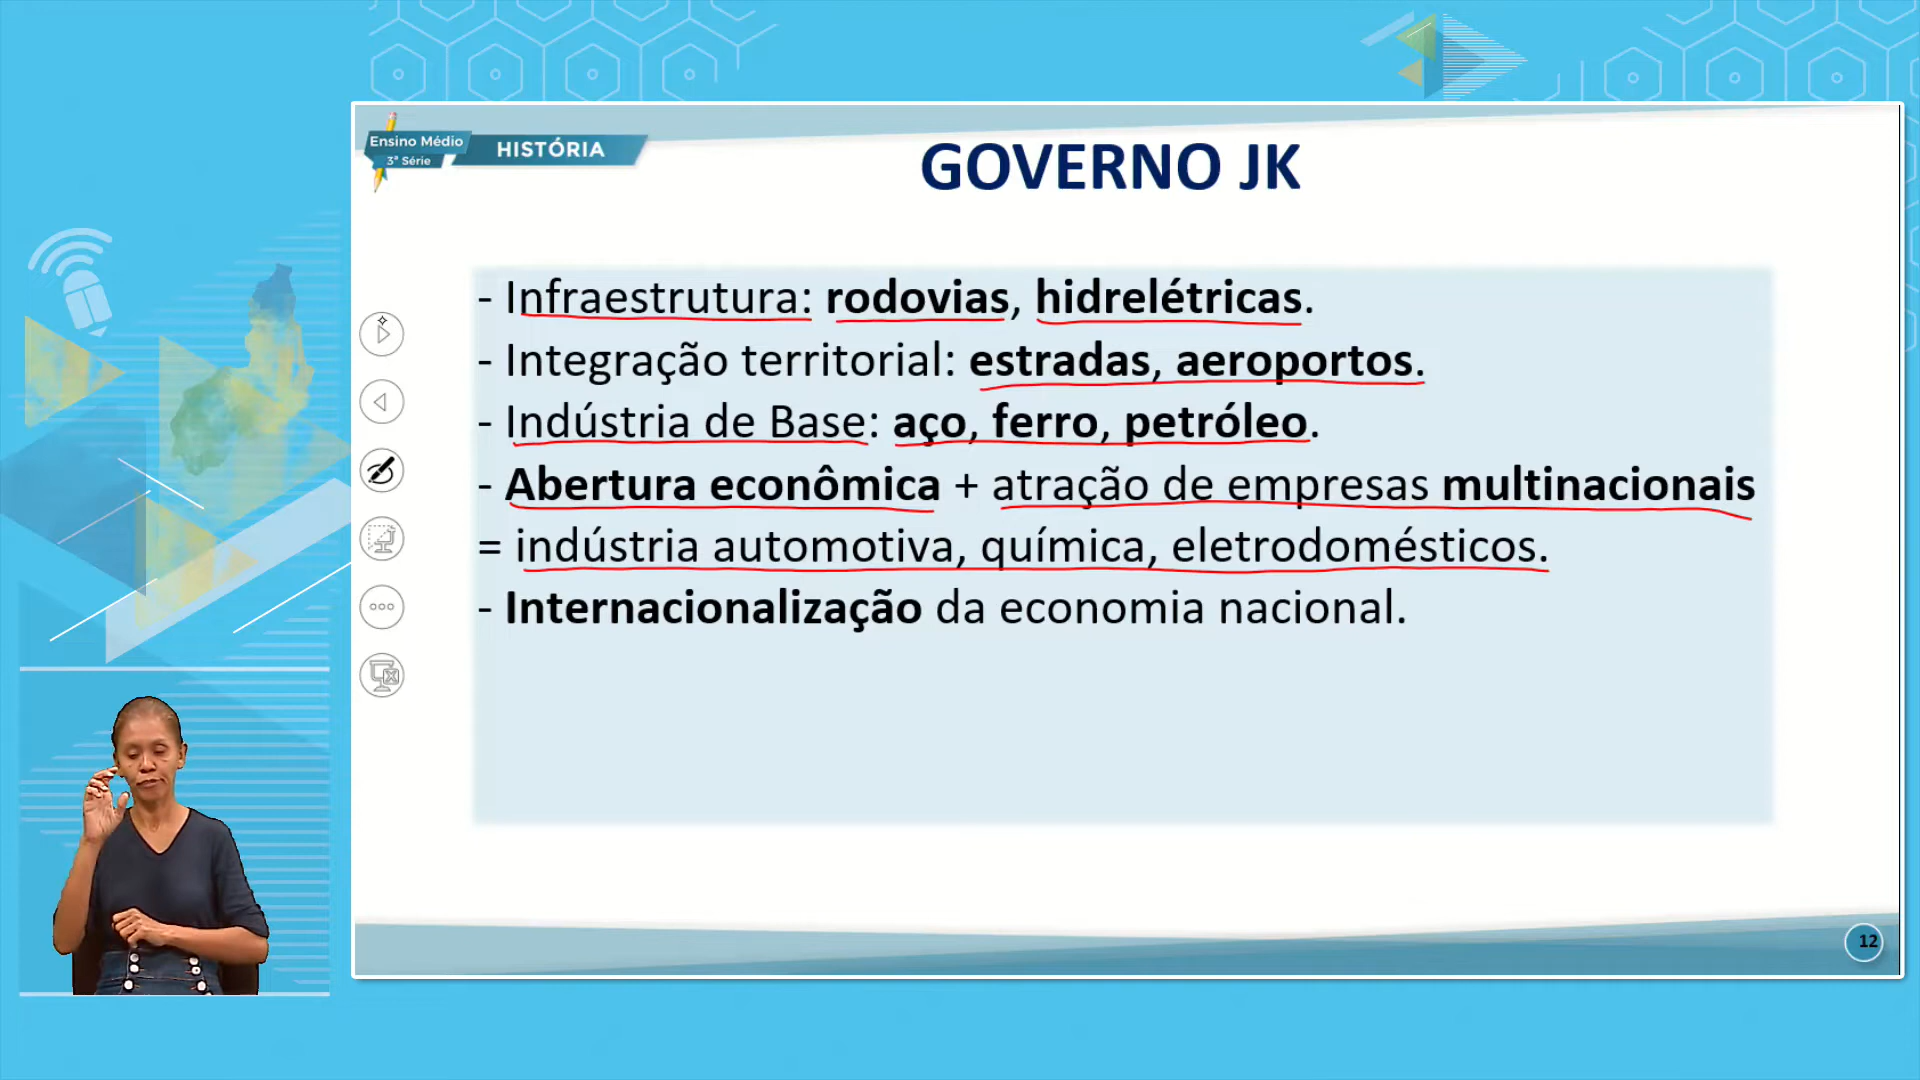 Ensino Médio
3ª Série
HISTÓRIA
GOVERNO JK
- Infraestrutura: rodovias, hidrelétricas.
- Integração territorial: estradas, aeroportos.
- Indústria de Base: aço, ferro, petróleo.
- Abertura econômica + atração de empresas multinacionais
= indústria automotiva, química, eletrodomésticos.
- Internacionalização da economia nacional.
12